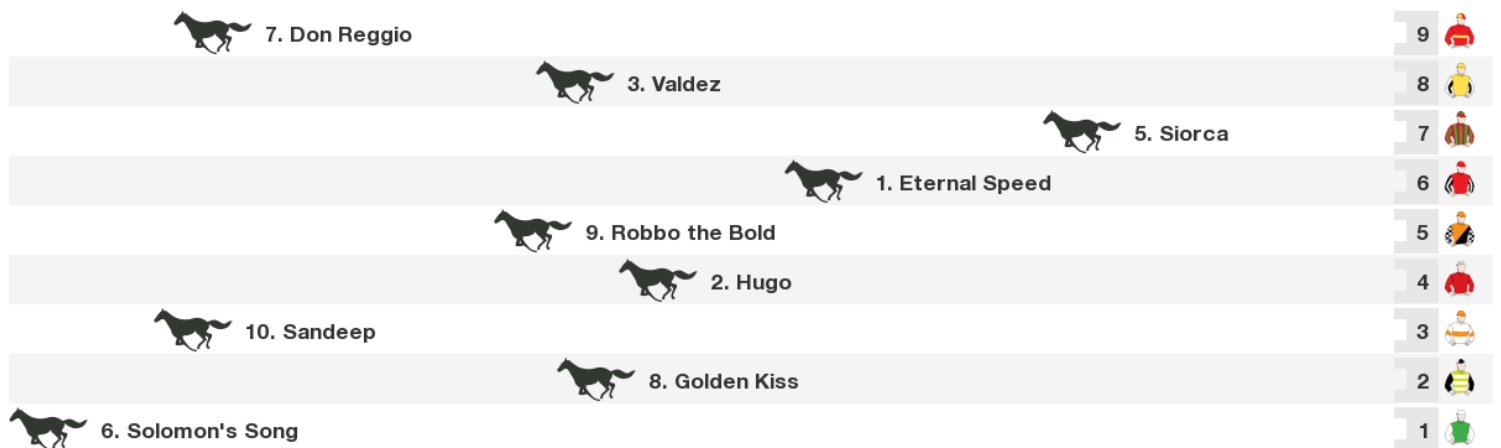 7. Don Reggio 9
3. Valdez 8
5. Siorca 7
1. Eternal Speed 6
9. Robbo the Bold 5
2. Hugo 4
10. Sandeep 3
8. Golden Kiss 2
6. Solomon's Song 1